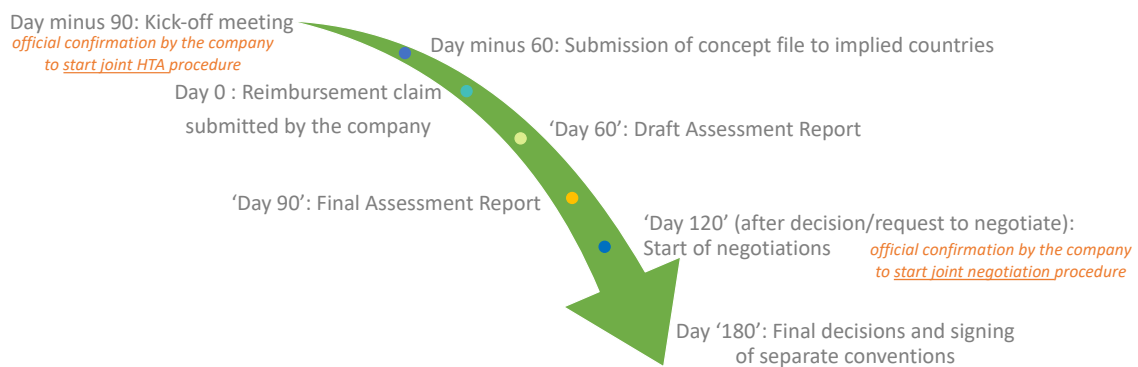 Day minus 90: Kick-off meeting
official confirmation by the company
to start joint HTA procedure
Day minus 60: Submission of concept file to implied countries
Day 0 : Reimbursement claim
submitted by the company
‘Day 60’: Draft Assessment Report
‘Day 90’: Final Assessment Report
‘Day 120’ (after decision/request to negotiate):
Start of negotiations
official confirmation by the company
to start joint negotiation procedure
Day ‘180’: Final decisions and signing
of separate conventions